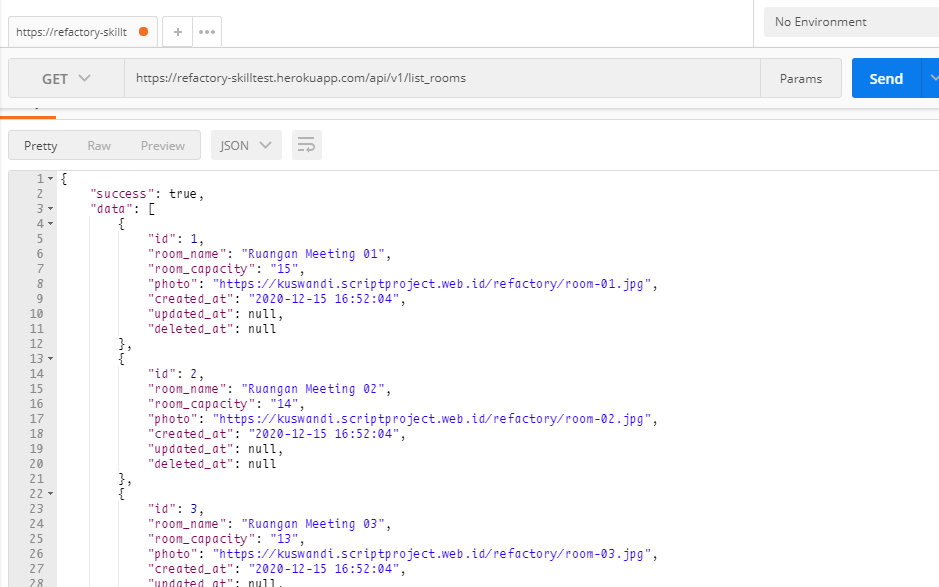 https://refactory-skillt
+
•••
No Environment
GET
https://refactory-skilltest.herokuapp.com/api/v1/list_rooms
Params
Send
Pretty
Raw
Preview
JSON
1 {
2 "success": true,
3 "data": [
4 {
5 "id": 1,
6 "room_name": "Ruangan Meeting 01",
7 "room_capacity": "15",
8 "photo": "https://kuswandi.scriptproject.web.id/refactory/room-01.jpg",
9 "created_at": "2020-12-15 16:52:04",
10 "updated_at": null,
11 "deleted_at": null
12 },
13 {
14 "id": 2,
15 "room_name": "Ruangan Meeting 02",
16 "room_capacity": "14",
17 "photo": "https://kuswandi.scriptproject.web.id/refactory/room-02.jpg",
18 "created_at": "2020-12-15 16:52:04",
19 "updated_at": null,
20 "deleted_at": null
21 },
22 {
23 "id": 3,
24 "room_name": "Ruangan Meeting 03",
25 "room_capacity": "13",
26 "photo": "https://kuswandi.scriptproject.web.id/refactory/room-03.jpg",
27 "created_at": "2020-12-15 16:52:04",
28 "updated_at": null,